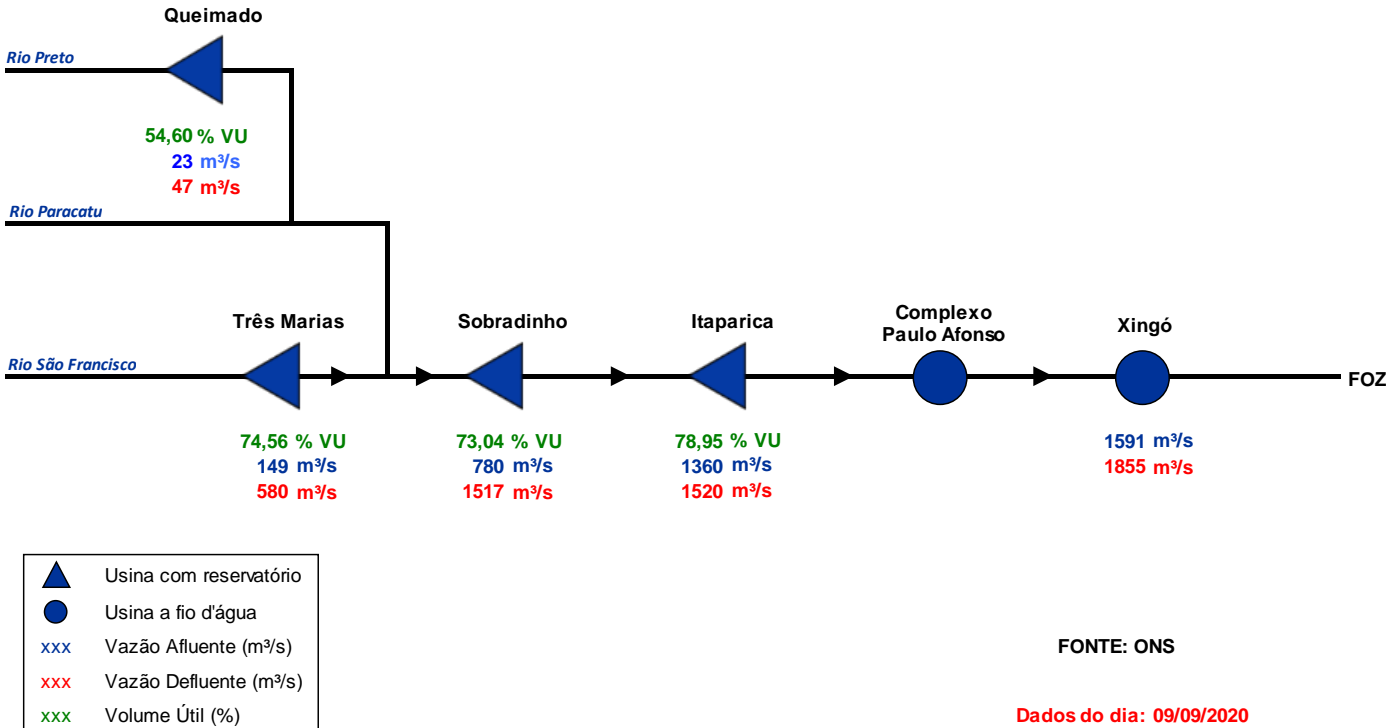 Queimado
Rio Preto
54,60 % VU
23 m³/s
47 m³/s
Rio Paracatu
Três Marias
Sobradinho
Itaparica
Complexo
Paulo Afonso
Xingó
Rio São Francisco
FOZ
74,56 % VU
149 m³/s
580 m³/s
73,04 % VU
780 m³/s
1517 m³/s
78,95 % VU
1360 m³/s
1520 m³/s
1591 m³/s
1855 m³/s
Usina com reservatório
Usina a fio d'água
xxx Vazão Afluente (m³/s)
xxx Vazão Defluente (m³/s)
xxx Volume Útil (%)
FONTE: ONS
Dados do dia: 09/09/2020